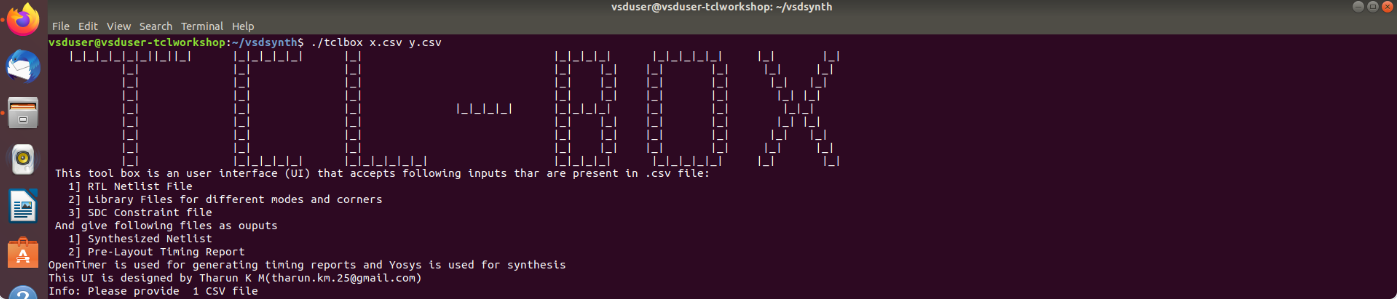 vsduser@vsduser-tclworkshop: ~/vsdsynth
File Edit View Search Terminal Help
vsduser@vsduser-tclworkshop:~/vsdsynth$ ./tclbox x.csv y.csv
TCL-BOX
This tool box is an user interface (UI) that accepts following inputs thar are present in .csv file:
1] RTL Netlist File
2] Library Files for different modes and corners
3] SDC Constraint file
And give following files as ouputs
1] Synthesized Netlist
2] Pre-Layout Timing Report
OpenTimer is used for generating timing reports and Yosys is used for synthesis
This UI is designed by Tharun K M(tharun.km.25@gmail.com)
Info: Please provide  1 CSV file